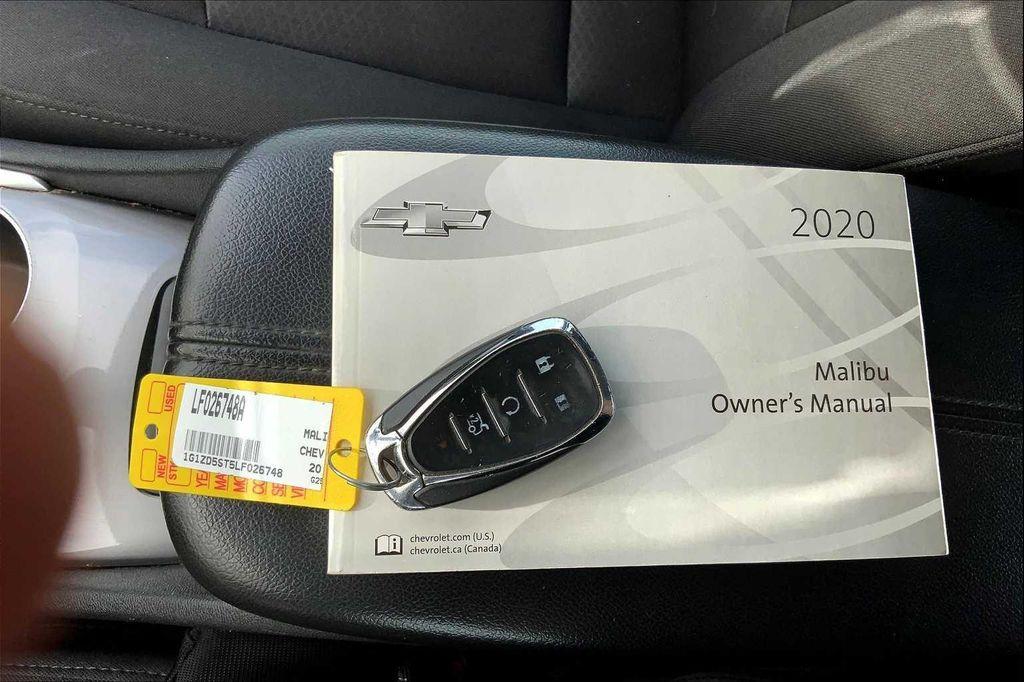 2020
Malibu
Owner's Manual
chevrolet.com (U.S.)
chevrolet.ca (Canada)
USED
NEW
LF026748A
1G1ZD5ST5LF026748
MALI
CHEV
20